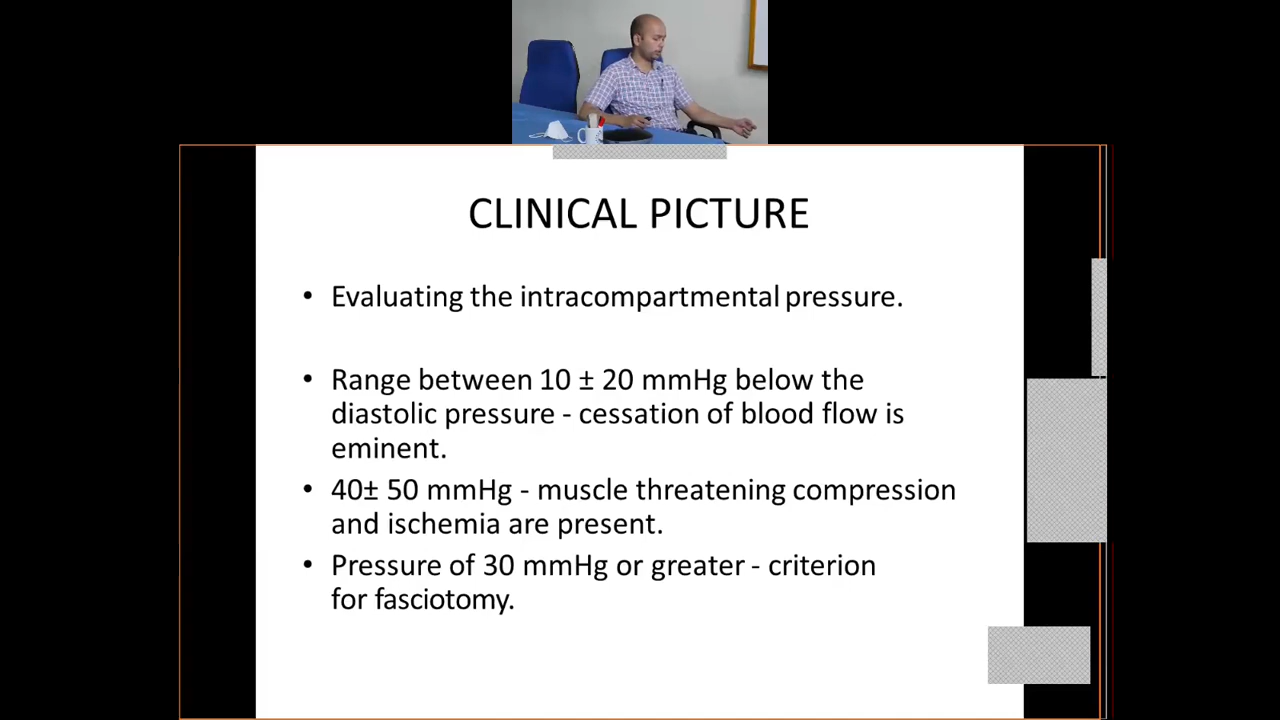 CLINICAL PICTURE
• Evaluating the intracompartmental pressure.
• Range between 10 ± 20 mmHg below the
diastolic pressure - cessation of blood flow is
eminent.
• 40± 50 mmHg - muscle threatening compression
and ischemia are present.
• Pressure of 30 mmHg or greater - criterion
for fasciotomy.